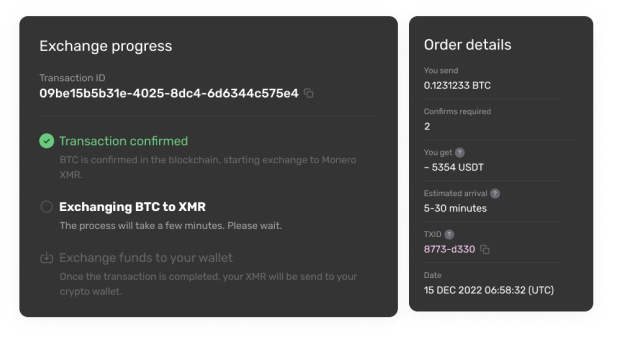 Exchange progress
Transaction ID
09be15b5b31e-4025-8dc4-6d6344c575e4
Transaction confirmed
BTC is confirmed in the blockchain, starting exchange to Monero
XMR.
Exchanging BTC to XMR
The process will take a few minutes. Please wait.
Exchange funds to your wallet
Once the transaction is completed, your XMR will be send to your
crypto wallet.
Order details
You send
0.1231233 BTC
Confirms required
2
You get ?
~ 5354 USDT
Estimated arrival ?
5-30 minutes
TXID ?
8773-d330
Date
15 DEC 2022 06:58:32 (UTC)